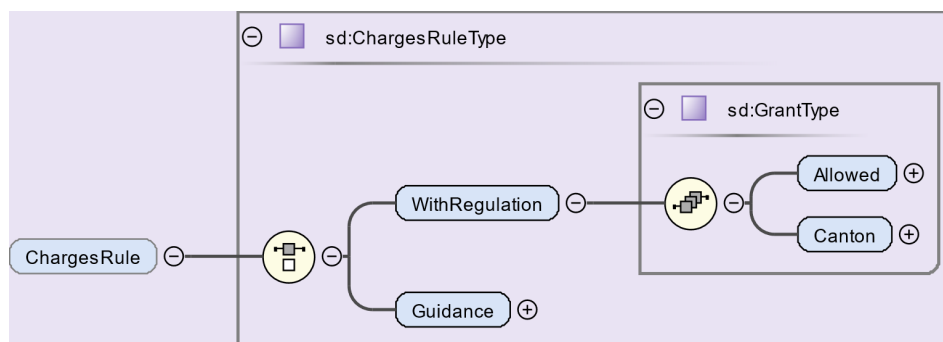 sd:ChargesRuleType
sd:GrantType
Allowed
WithRegulation
Canton
ChargesRule
Guidance